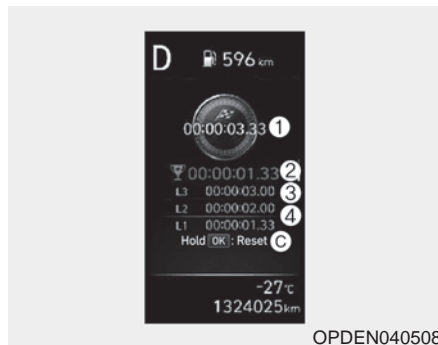 D 596 km
00:00:03.33 ①
00:00:01.33 ②
L3 00:00:03.00 ③
L2 00:00:02.00 ④
L1 00:00:01.33
Hold OK : Reset Ⓒ
-27℃
1324025km
OPDEN040508